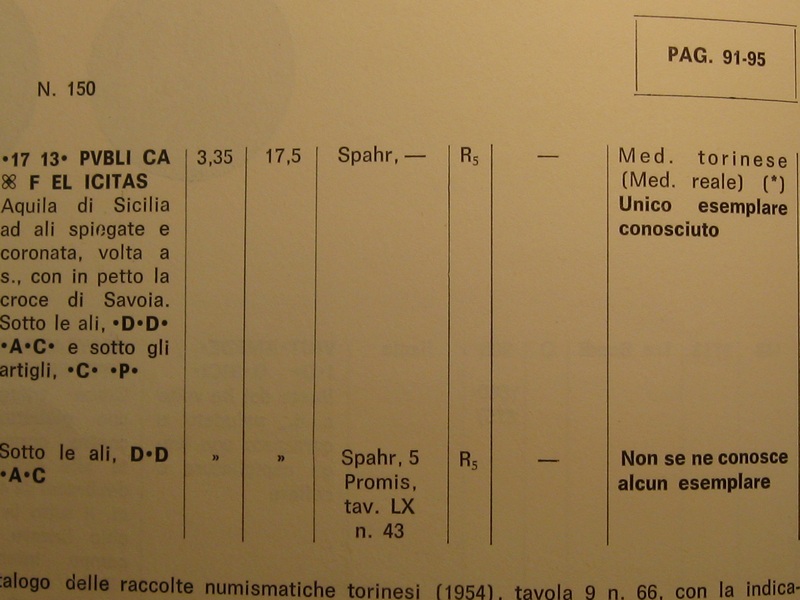 PAG. 91-95
N. 150
•17 13• PVBLI CA 3,35 17,5 Spahr, — R5 — Med. torinese
⌘ F EL ICITAS (Med. reale) (*)
Aquila di Sicilia Unico esemplare
ad ali spiegate e conosciuto
coronata, volta a
s., con in petto la
croce di Savoia.
Sotto le ali, •D•D•
•A•C• e sotto gli
artigli, •C• •P•
Sotto le ali, D•D » » Spahr, 5 R5 — Non se ne conosce
•A•C Promis, alcun esemplare
tav. LX
n. 43
talogo delle raccolte numismatiche torinesi (1954), tavola 9 n. 66, con la indica-